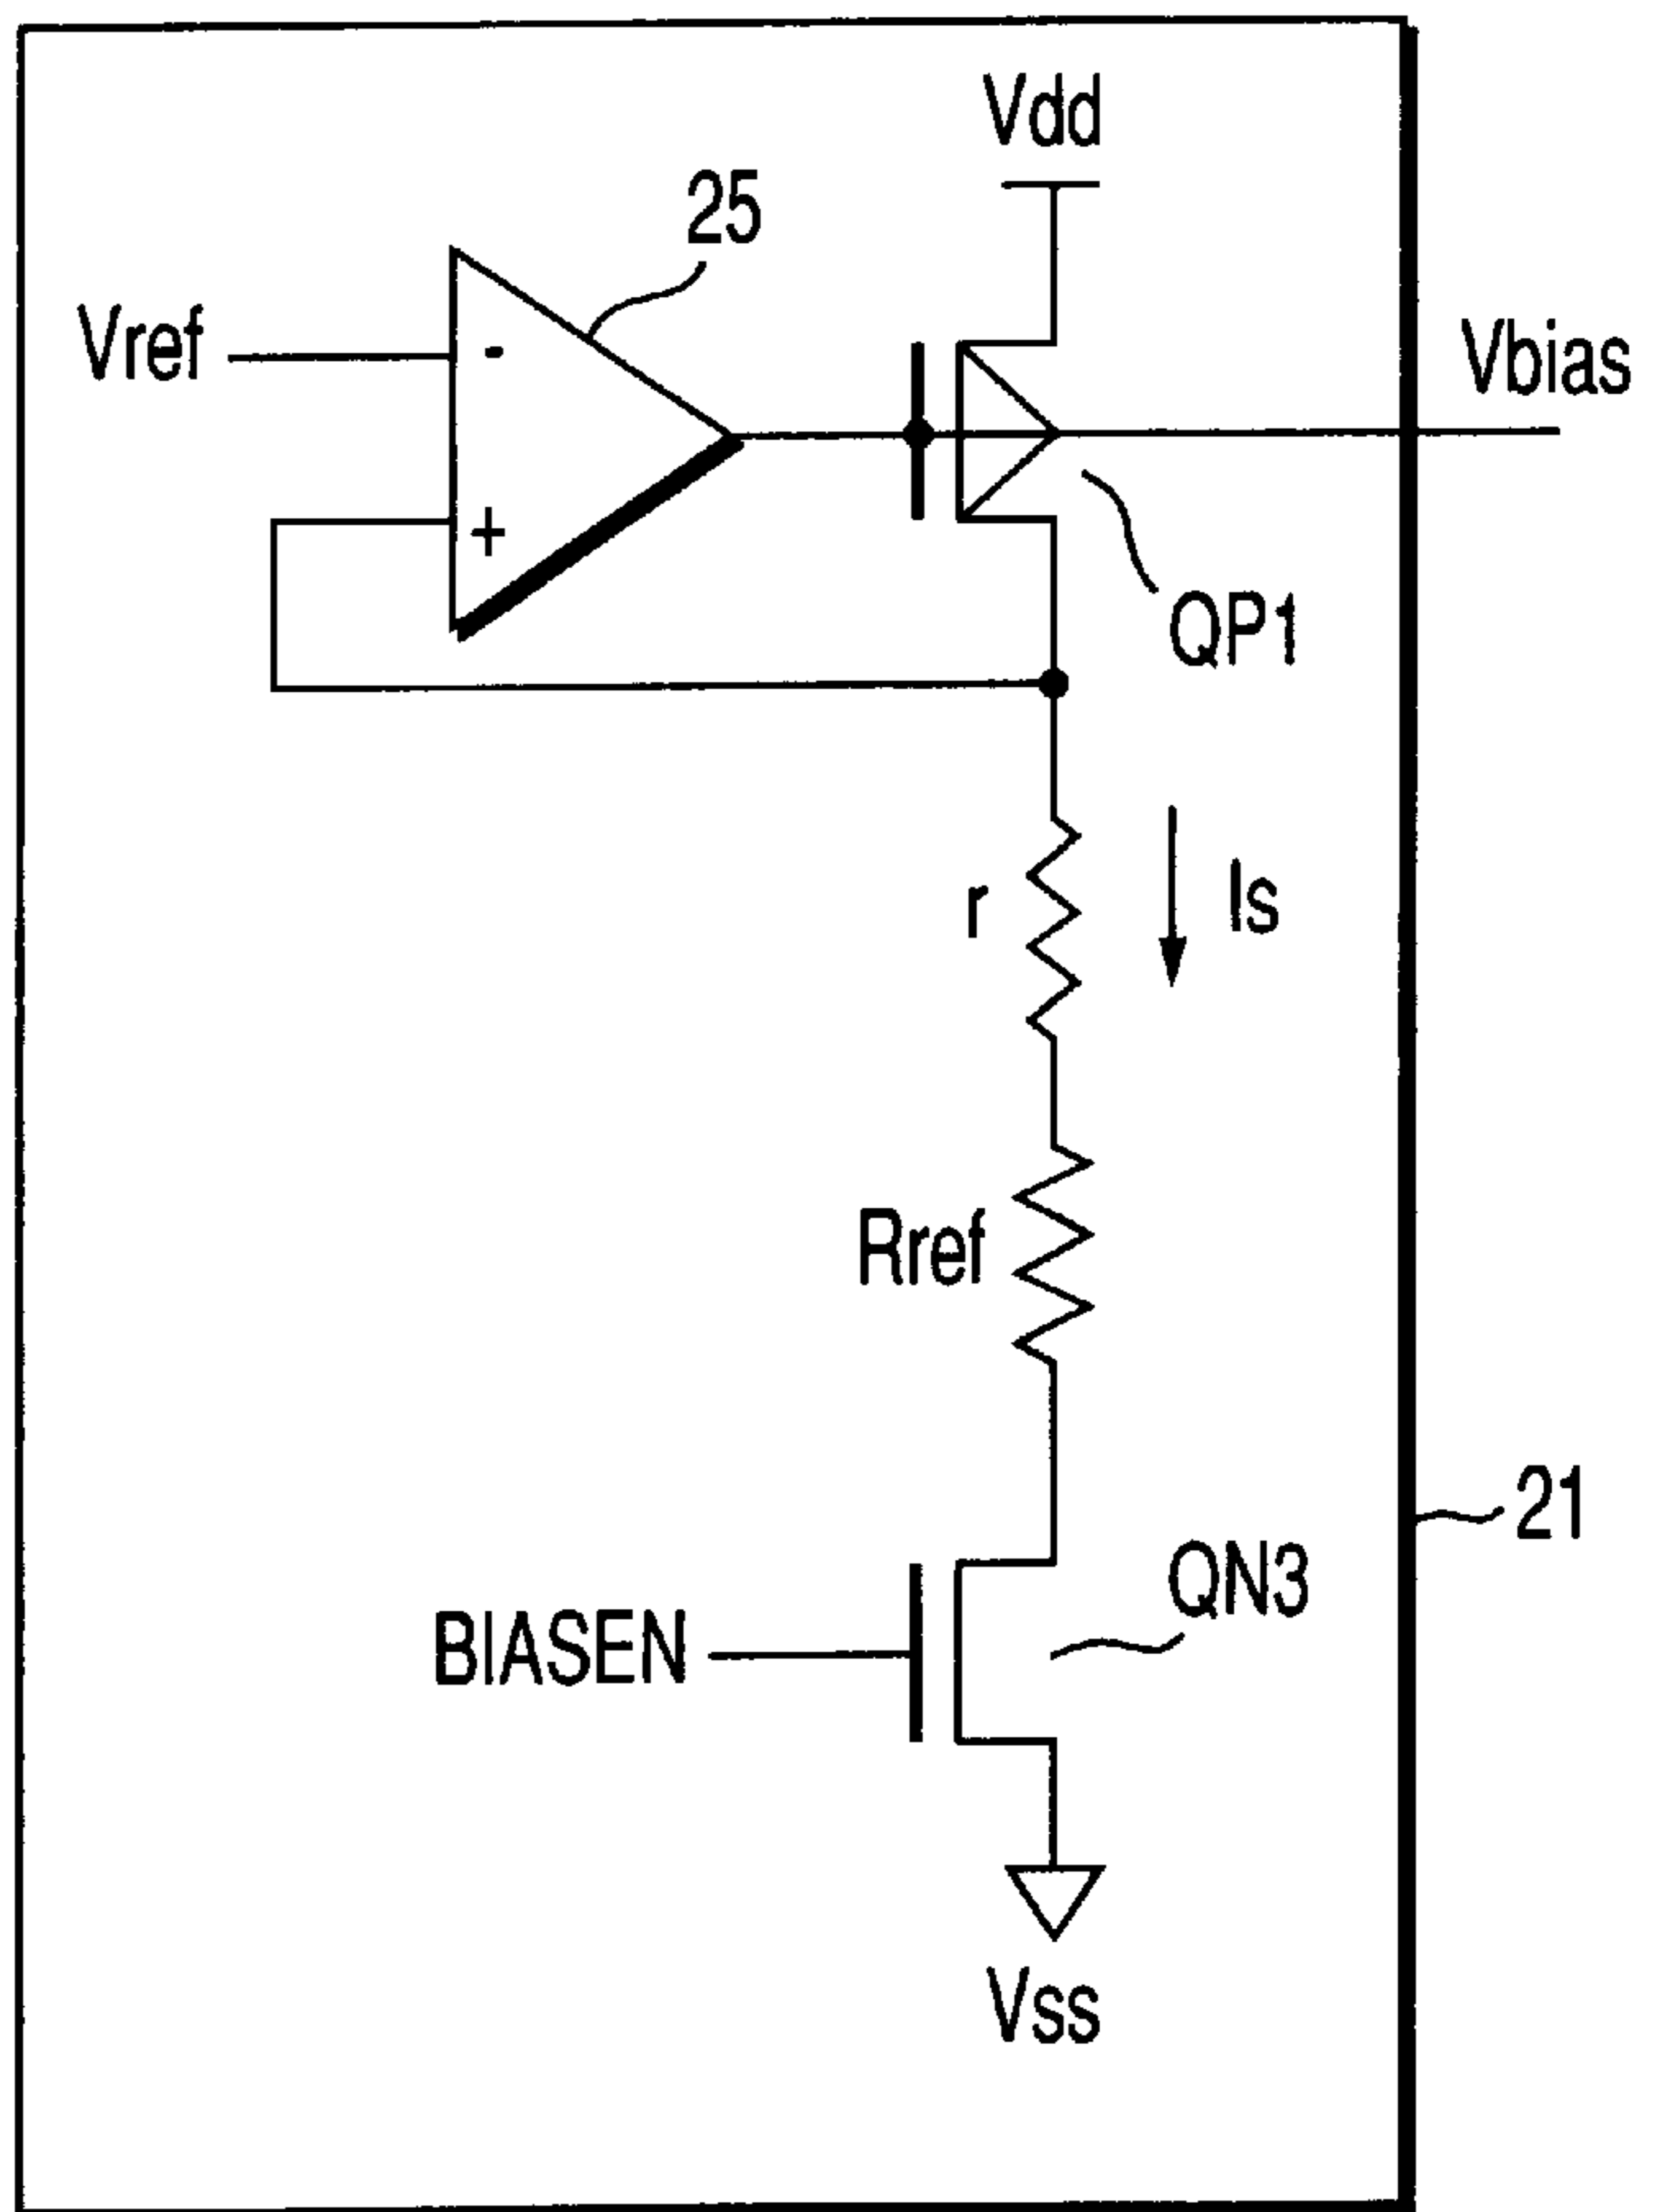 Vdd
25
Vref
-
Vbias
+
QP1
r
Is
Rref
21
QN3
BIASEN
Vss